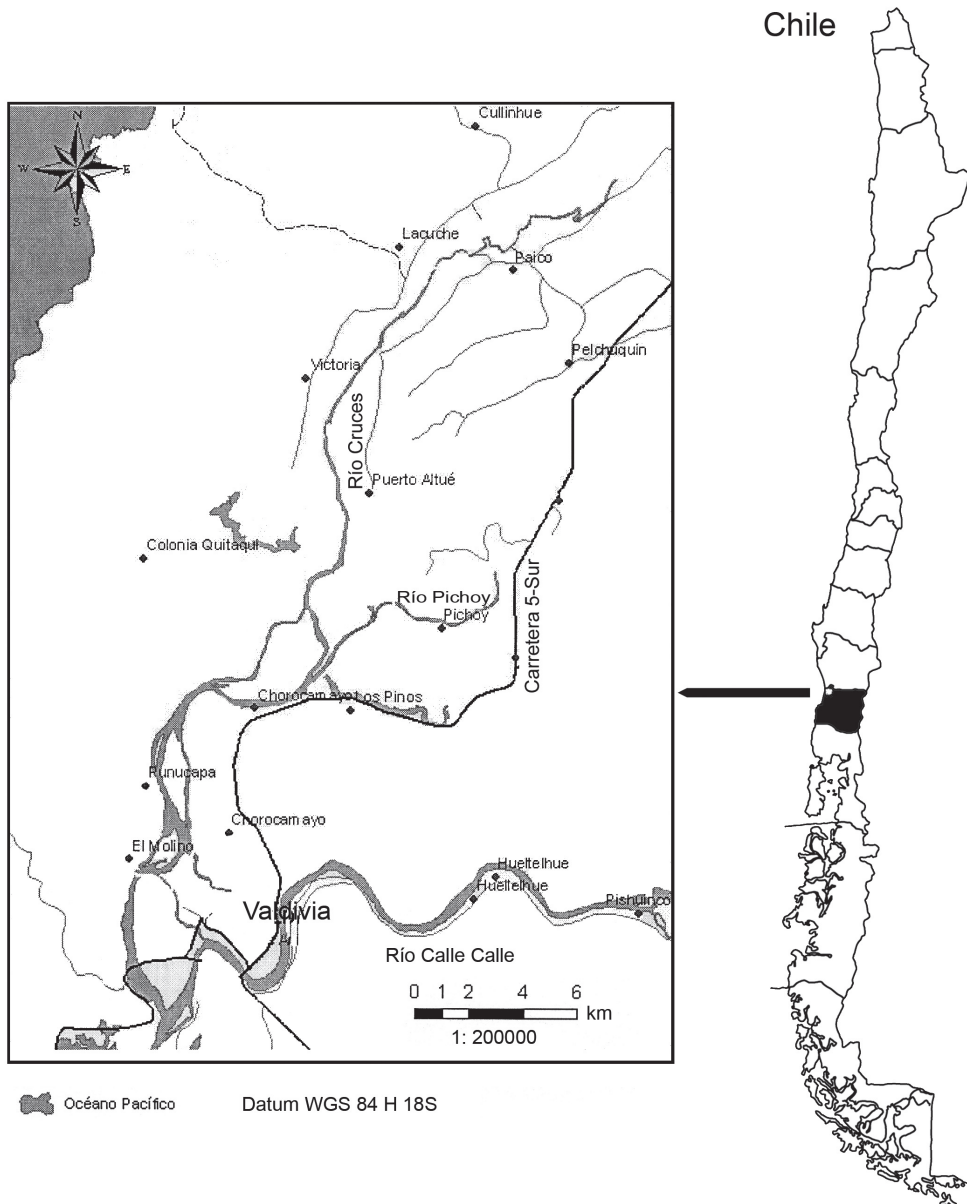 Chile
N
W
E
S
Cullinhue
Lacuche
Paico
Pelchuquín
Victoria
Río Cruces
Puerto Altué
Colonia Quitaqui
Río Pichoy
Pichoy
Carretera 5-Sur
Chorocamayo
Los Pinos
Punucapa
Chorocamayo
El Molino
Hueltelhue
Hueltelhue
Pishuinco
Valdivia
Río Calle Calle
0 1 2 4 6
km
1: 200000
Océano Pacífico
Datum WGS 84 H 18S